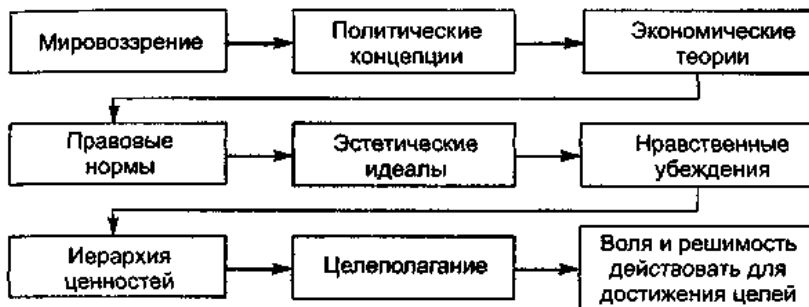 Мировоззрение
Политические
концепции
Экономические
теории
Правовые
нормы
Эстетические
идеалы
Нравственные
убеждения
Иерархия
ценностей
Целеполагание
Воля и решимость
действовать для
достижения целей